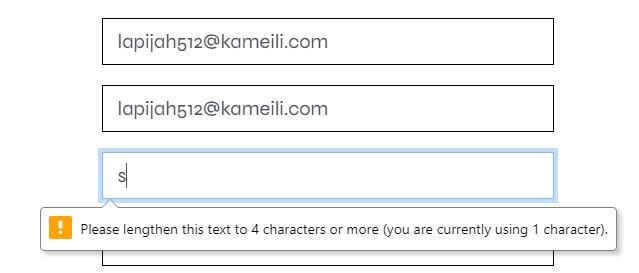 lapijah512@kameili.com
lapijah512@kameili.com
s
Please lengthen this text to 4 characters or more (you are currently using 1 character).